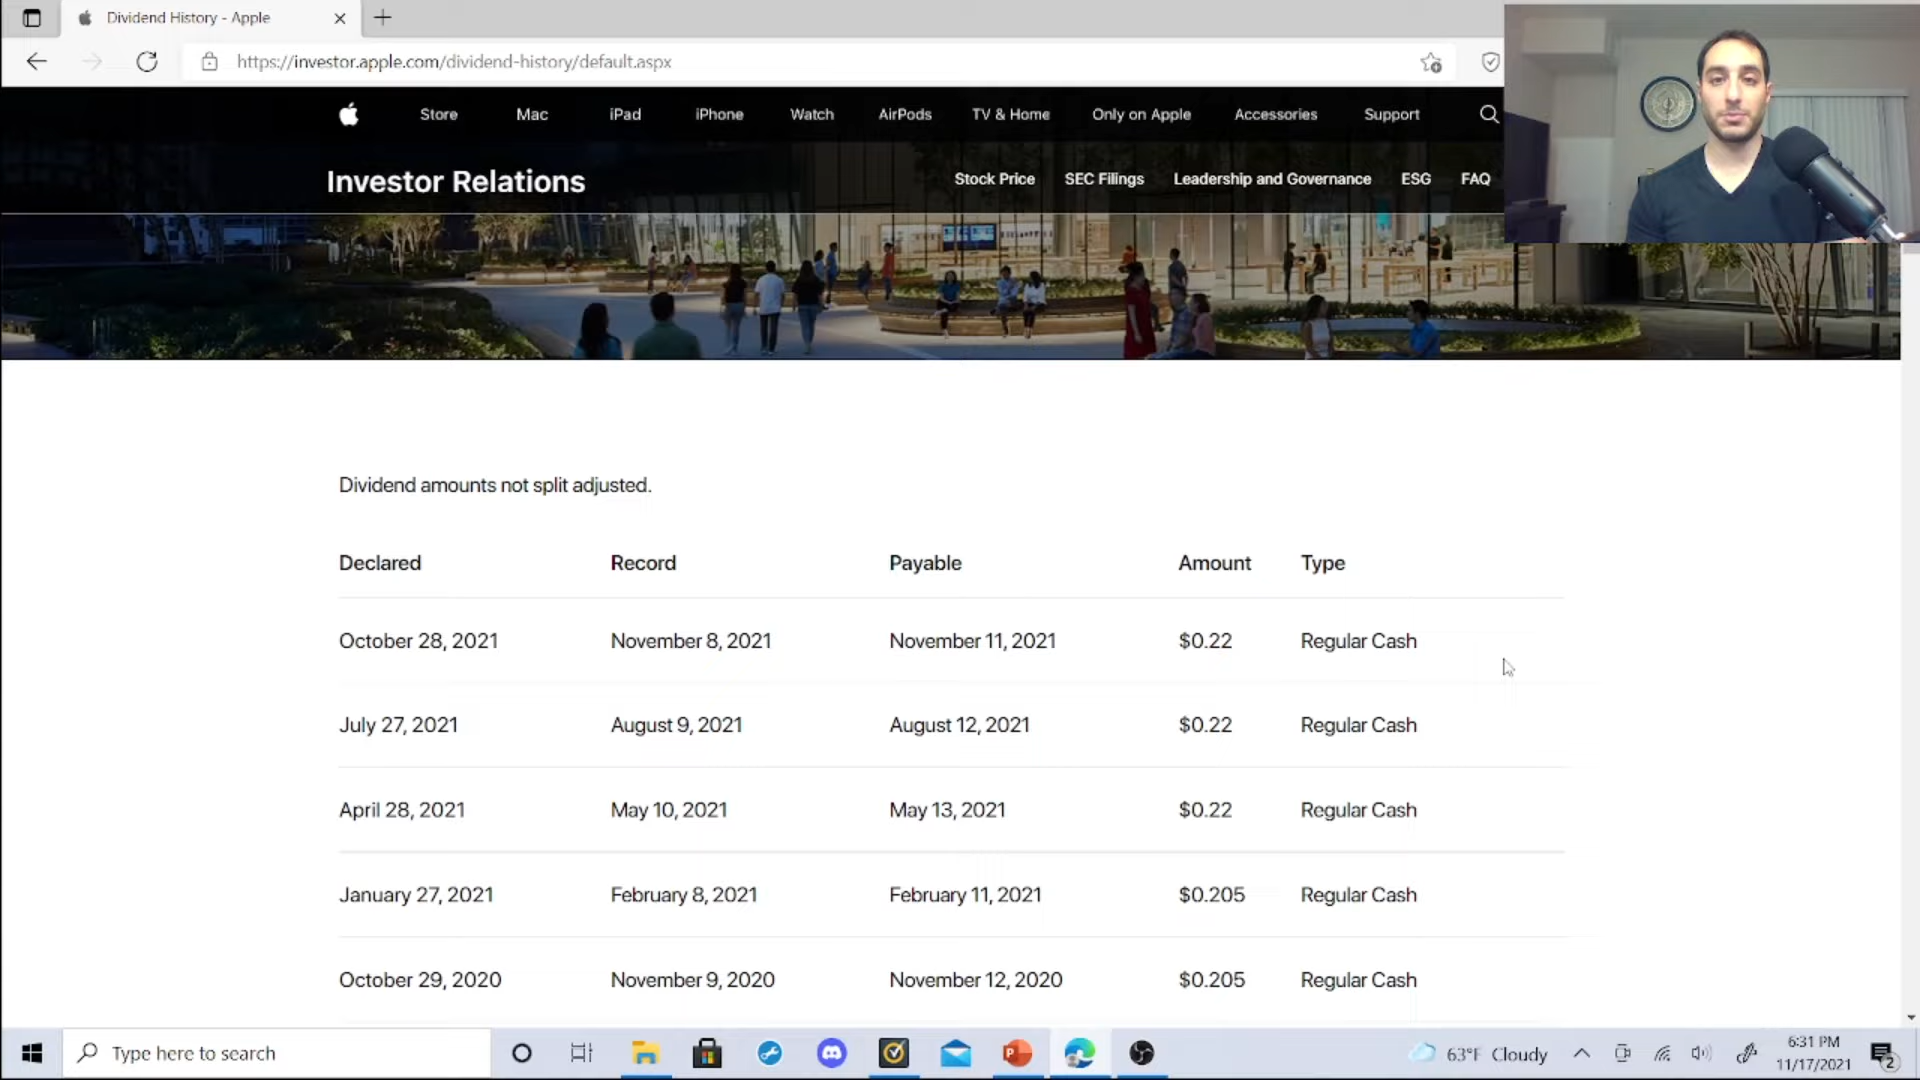 Dividend History - Apple
https://investor.apple.com/dividend-history/default.aspx
Store Mac iPad iPhone Watch AirPods TV & Home Only on Apple Accessories Support
Investor Relations Stock Price SEC Filings Leadership and Governance ESG FAQ
Dividend amounts not split adjusted.
Declared Record Payable Amount Type
October 28, 2021 November 8, 2021 November 11, 2021 $0.22 Regular Cash
July 27, 2021 August 9, 2021 August 12, 2021 $0.22 Regular Cash
April 28, 2021 May 10, 2021 May 13, 2021 $0.22 Regular Cash
January 27, 2021 February 8, 2021 February 11, 2021 $0.205 Regular Cash
October 29, 2020 November 9, 2020 November 12, 2020 $0.205 Regular Cash
Type here to search
63°F Cloudy
6:31 PM
11/17/2021
2